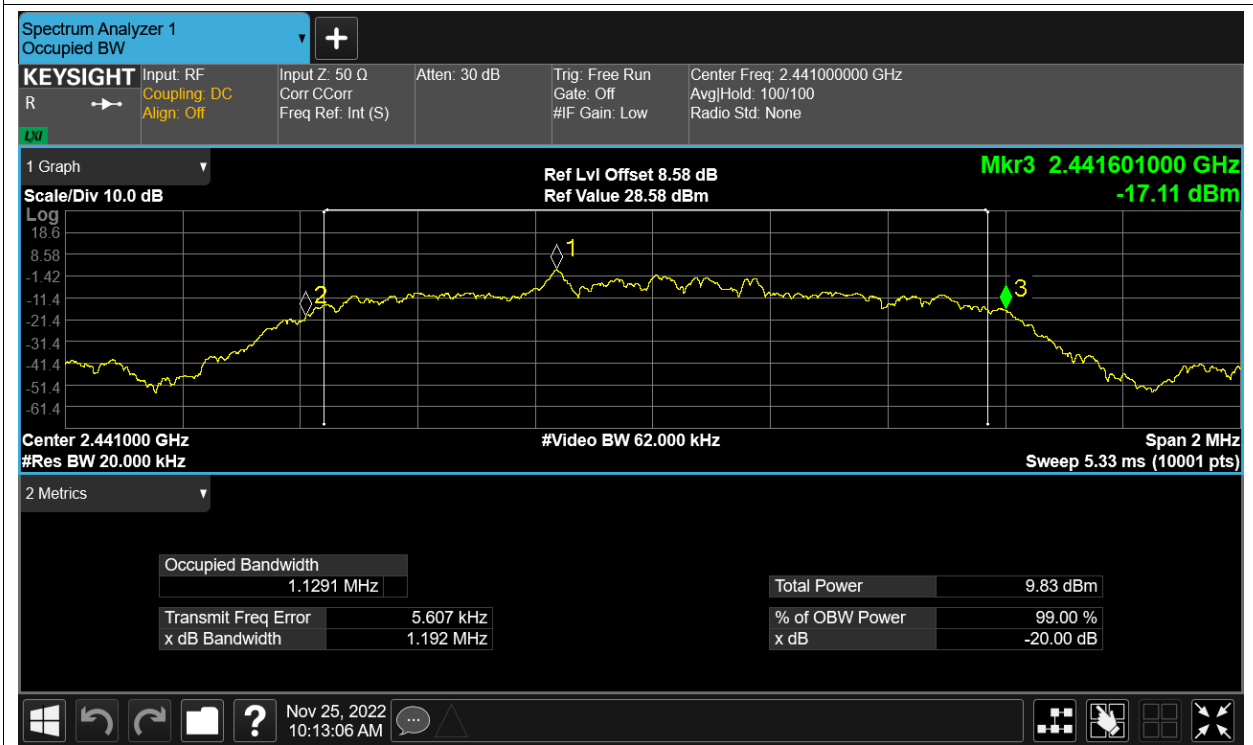 Spectrum Analyzer 1
Occupied BW
KEYSIGHT
R
LXI
Input: RF
Coupling: DC
Align: Off
Input Z: 50 Ω
Corr CCorr
Freq Ref: Int (S)
Atten: 30 dB
Trig: Free Run
Gate: Off
#IF Gain: Low
Center Freq: 2.441000000 GHz
Avg|Hold: 100/100
Radio Std: None
1 Graph
Scale/Div 10.0 dB
Ref Lvl Offset 8.58 dB
Ref Value 28.58 dBm
Mkr3 2.441601000 GHz
-17.11 dBm
Log
18.6
8.58
-1.42
-11.4
-21.4
-31.4
-41.4
-51.4
-61.4
1
2
3
Center 2.441000 GHz
#Res BW 20.000 kHz
#Video BW 62.000 kHz
Span 2 MHz
Sweep 5.33 ms (10001 pts)
2 Metrics
Occupied Bandwidth
1.1291 MHz
Transmit Freq Error 5.607 kHz
x dB Bandwidth 1.192 MHz
Total Power 9.83 dBm
% of OBW Power 99.00 %
x dB -20.00 dB
?
Nov 25, 2022
10:13:06 AM